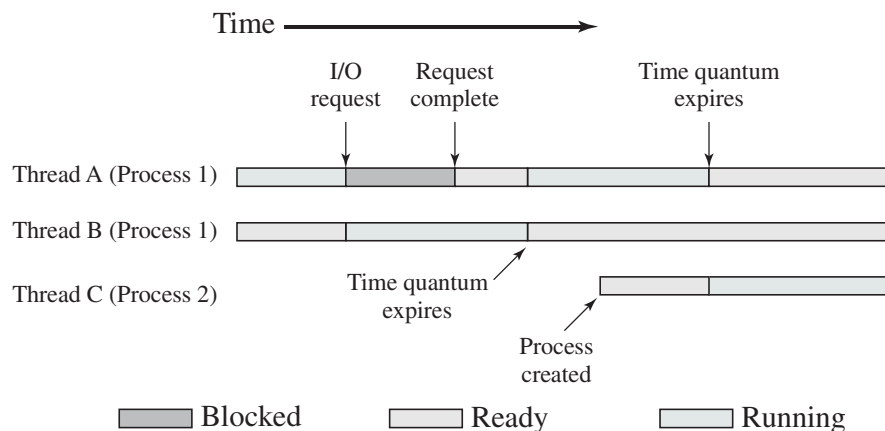 Time
I/O
request
Request
complete
Time quantum
expires
Thread A (Process 1)
Thread B (Process 1)
Time quantum
expires
Thread C (Process 2)
Process
created
Blocked
Ready
Running